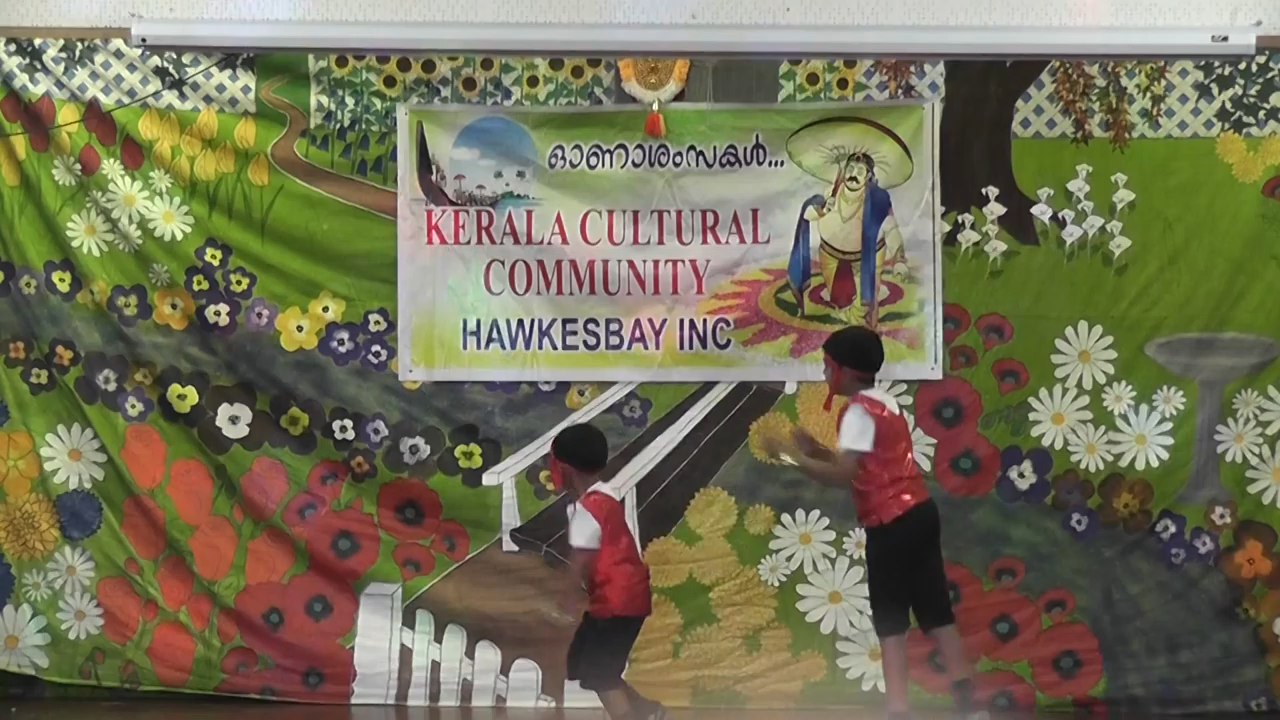 ഓണാശംസകൾ...
KERALA CULTURAL
COMMUNITY
HAWKESBAY INC